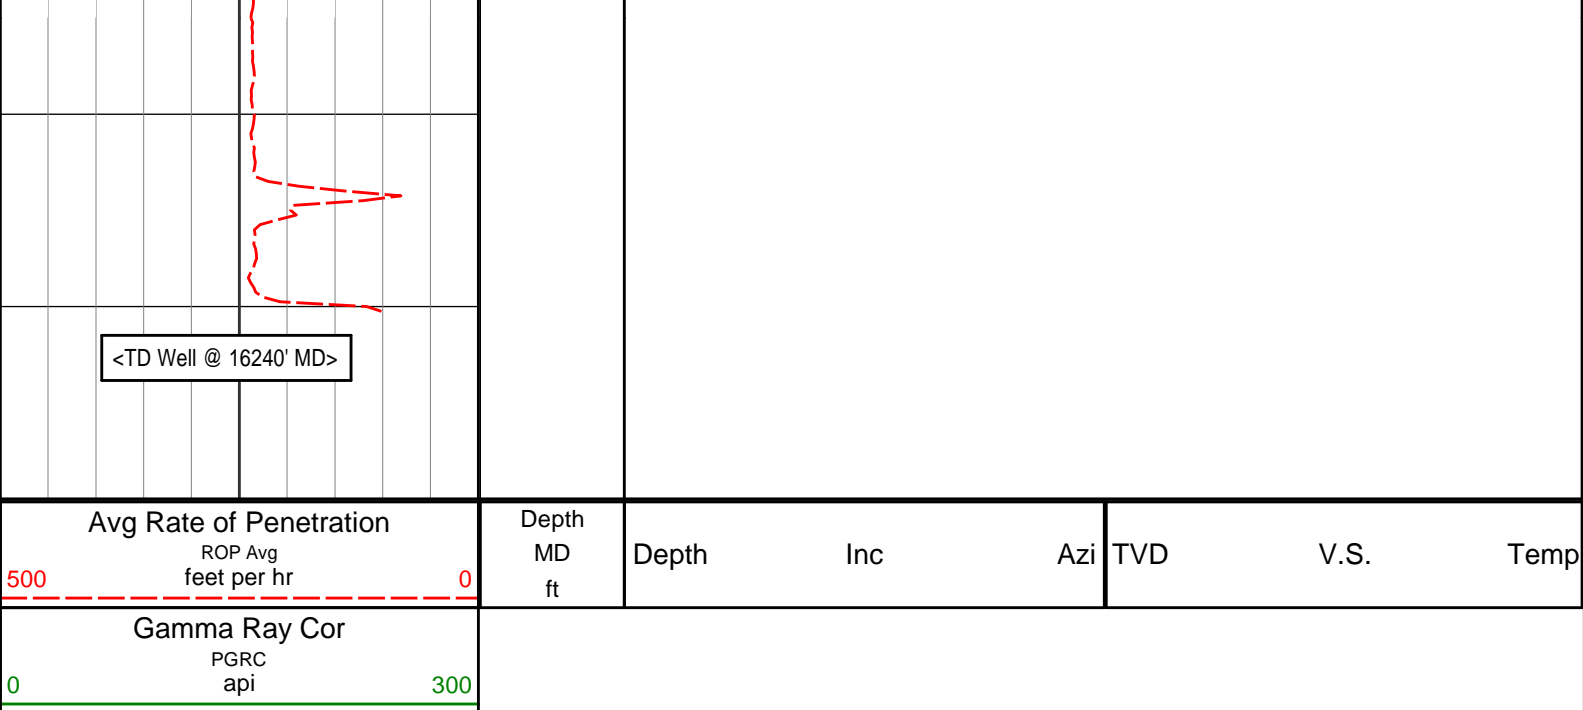 <TD Well @ 16240' MD>
Avg Rate of Penetration
ROP Avg
500 feet per hr 0
Depth
MD
ft
Depth Inc Azi TVD V.S. Temp
Gamma Ray Cor
PGRC
0 api 300